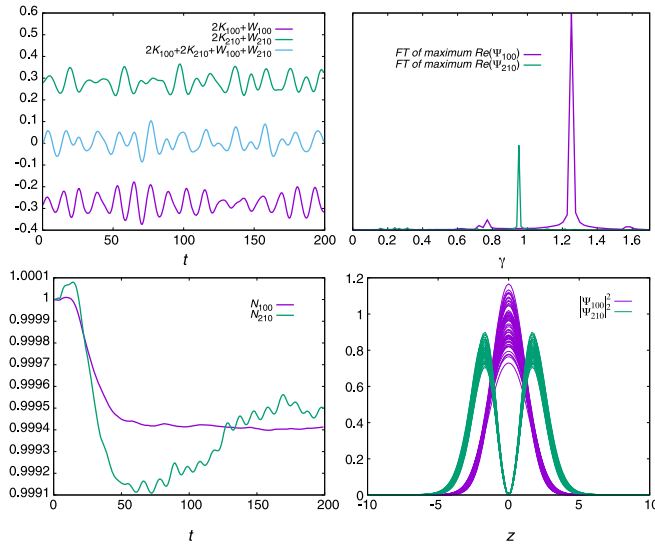 2K₁₀₀+W₁₀₀
2K₂₁₀+W₂₁₀
2K₁₀₀+2K₂₁₀+W₁₀₀+W₂₁₀
0.6
0.5
0.4
0.3
0.2
0.1
0
-0.1
-0.2
-0.3
-0.4
0 50 100 150 200
t
FT of maximum Re(Ψ₁₀₀)
FT of maximum Re(Ψ₂₁₀)
0 0.2 0.4 0.6 0.8 1 1.2 1.4 1.6
γ
N₁₀₀
N₂₁₀
1.0001
1
0.9999
0.9998
0.9996
0.9995
0.9994
0.9992
0.9991
0 50 100 150 200
t
|Ψ₁₀₀|²
|Ψ₂₁₀|²
1.2
1
0.8
0.6
0.4
0.2
0
-10 -5 0 5 10
z